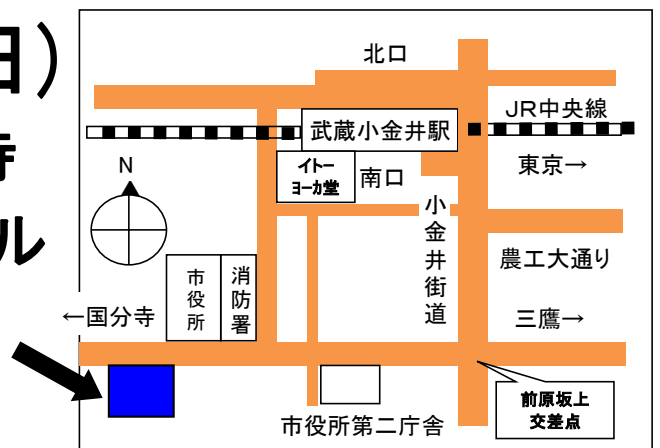 日)
寺
ル
北口
JR中央線
武蔵小金井駅
東京→
イトー
ヨーカ堂
南口
N
小金井街道
農工大通り
市役所
消防署
←国分寺
三鷹→
前原坂上
交差点
市役所第二庁舎